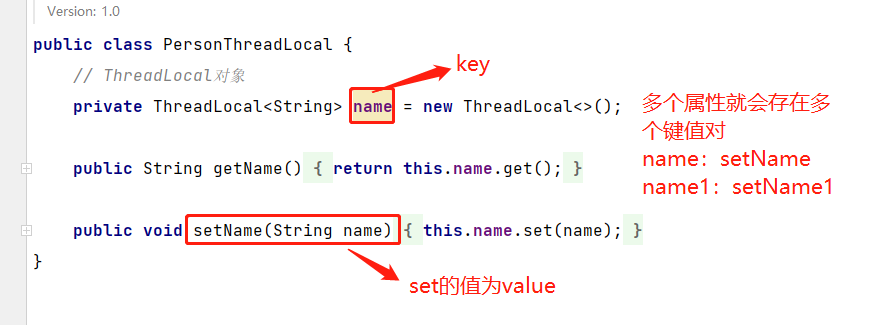 Version: 1.0
public class PersonThreadLocal {
// ThreadLocal对象
key
private ThreadLocal<String> name = new ThreadLocal<>();
多个属性就会存在多
个键值对
name：setName
name1：setName1
public String getName() { return this.name.get(); }
public void setName(String name) { this.name.set(name); }
}
set的值为value